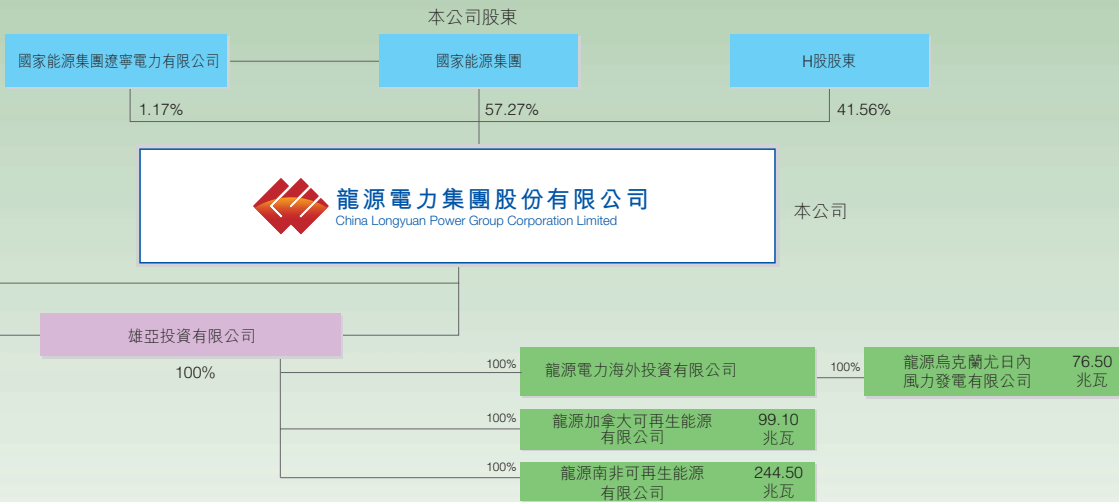 本公司股東
國家能源集團遼寧電力有限公司
國家能源集團
H股股東
1.17%
57.27%
41.56%
龍源電力集團股份有限公司
China Longyuan Power Group Corporation Limited
本公司
雄亞投資有限公司
100%
100%
龍源電力海外投資有限公司
100%
龍源烏克蘭尤日內
風力發電有限公司
76.50
兆瓦
100%
龍源加拿大可再生能源
有限公司
99.10
兆瓦
100%
龍源南非可再生能源
有限公司
244.50
兆瓦